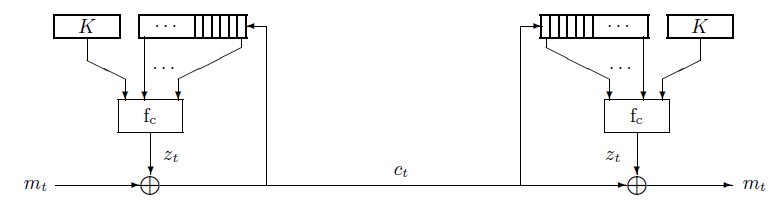 K ··· ··· K
··· ···
f_c f_c
z_t z_t
m_t c_t m_t